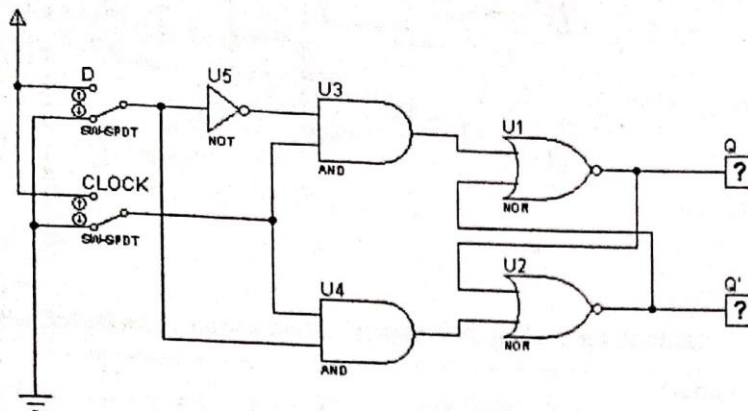 D
SW-SPDT
CLOCK
SW-SPDT
U5
NOT
U3
AND
U4
AND
U1
NOR
U2
NOR
Q
?
Q'
?